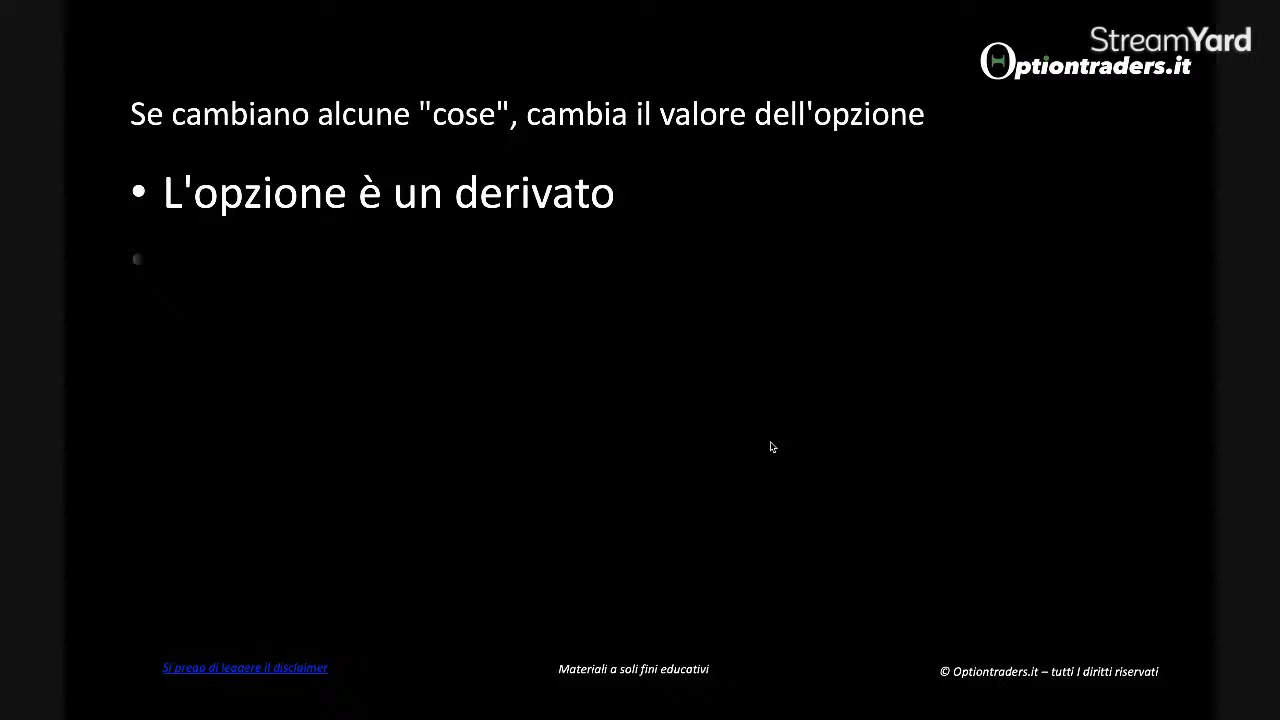 StreamYard
Optiontraders.it
Se cambiano alcune "cose", cambia il valore dell'opzione
• L'opzione è un derivato
•
Si prega di leggere il disclaimer
Materiali a soli fini educativi
© Optiontraders.it – tutti I diritti riservati